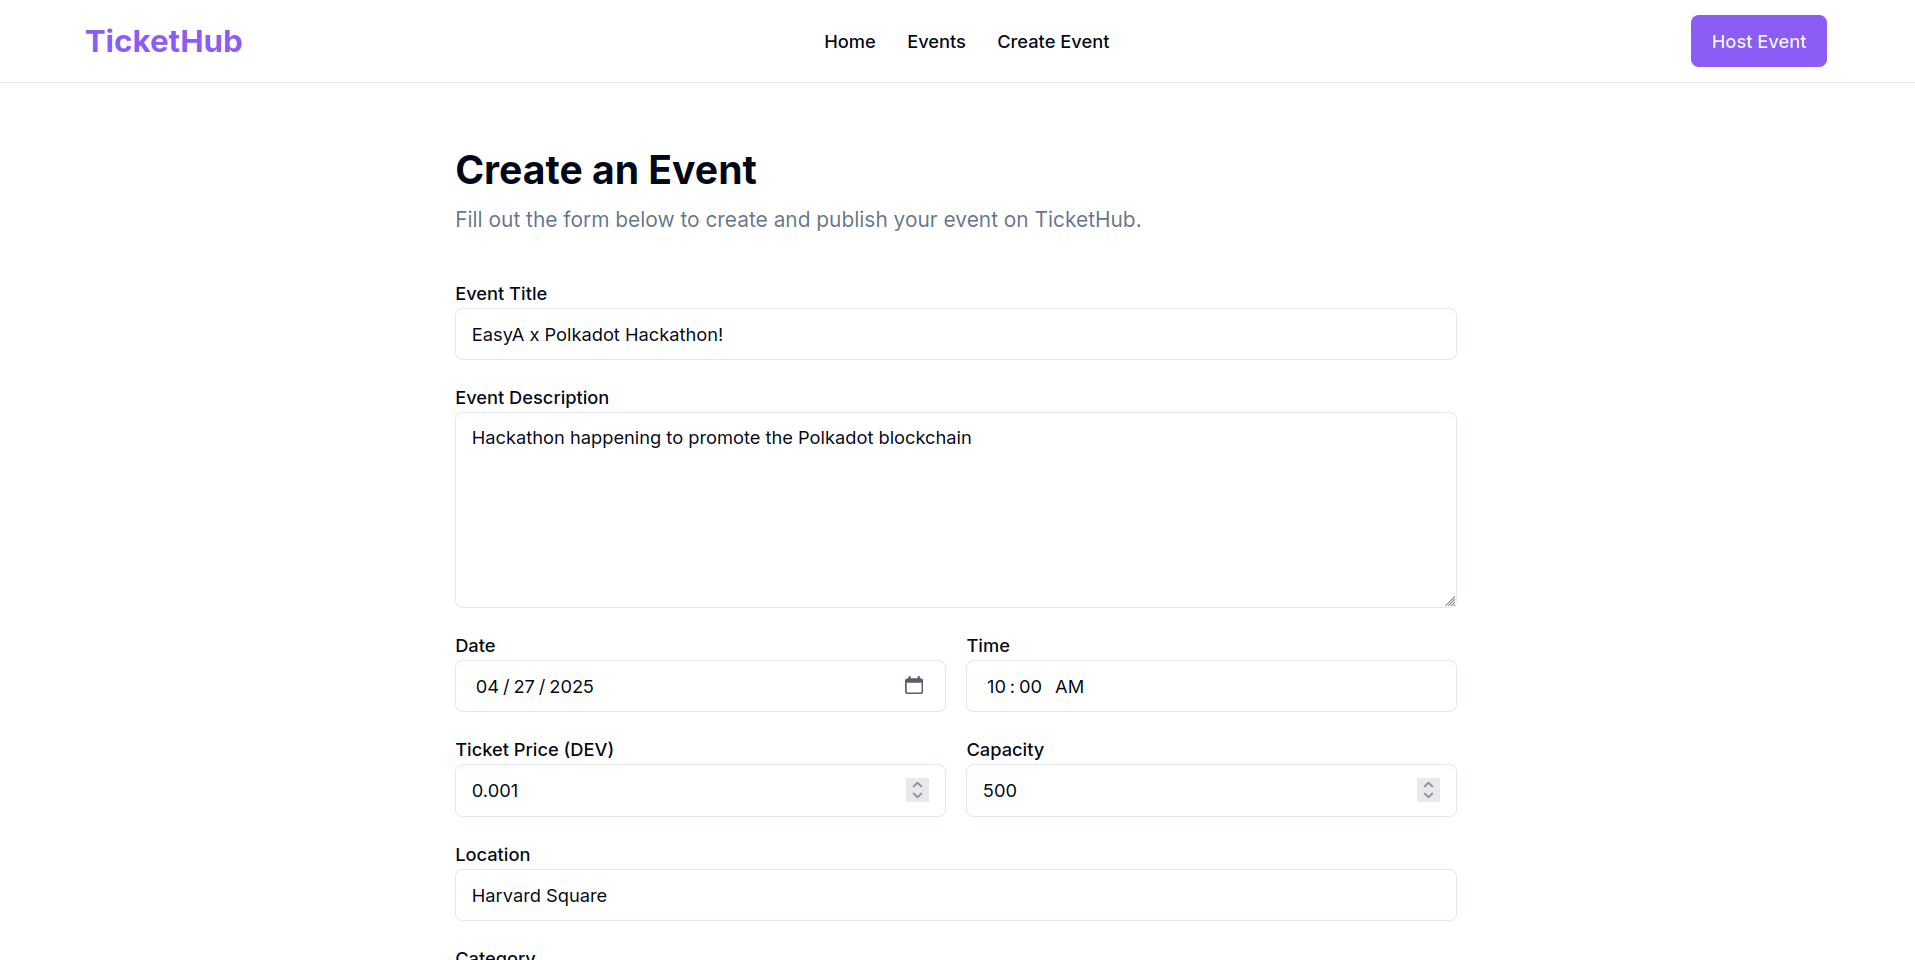 TicketHub
Home
Events
Create Event
Host Event
Create an Event
Fill out the form below to create and publish your event on TicketHub.
Event Title
EasyA x Polkadot Hackathon!
Event Description
Hackathon happening to promote the Polkadot blockchain
Date
Time
04 / 27 / 2025
10 : 00 AM
Ticket Price (DEV)
Capacity
0.001
500
Location
Harvard Square
Category